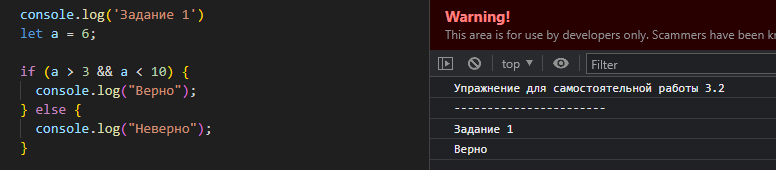 console.log('Задание 1')
let a = 6;
if (a > 3 && a < 10) {
console.log("Верно");
} else {
console.log("Неверно");
}
Warning!
This area is for use by developers only. Scammers have been
top
Filter
Упражнение для самостоятельной работы 3.2
-----------------------
Задание 1
Верно